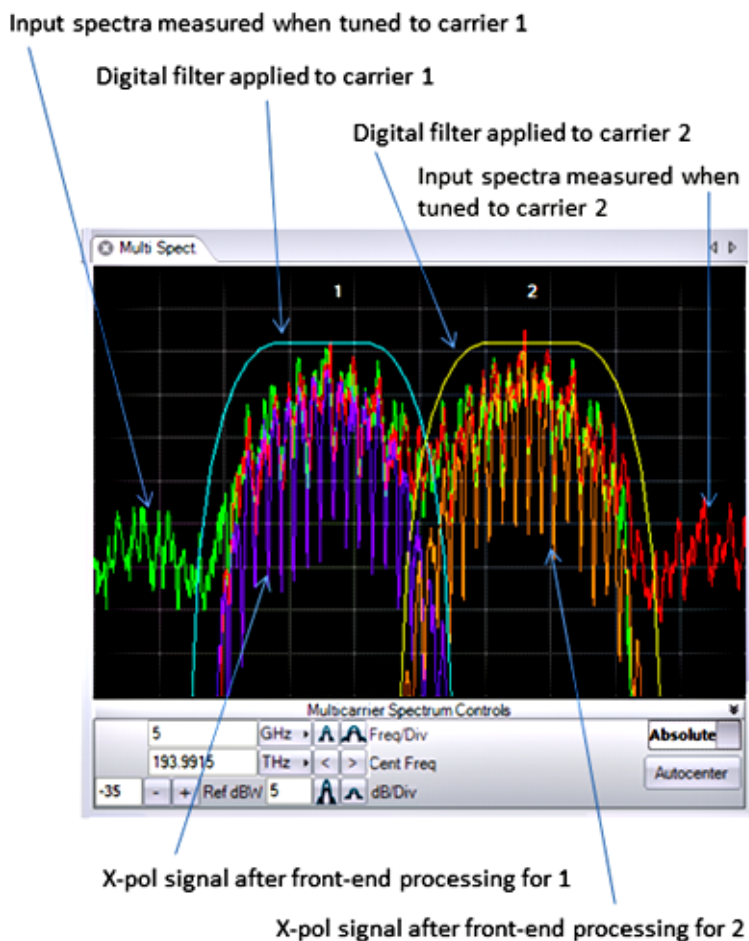 Input spectra measured when tuned to carrier 1
Digital filter applied to carrier 1
Digital filter applied to carrier 2
Input spectra measured when
tuned to carrier 2
Multi Spect
1
2
Multicarrier Spectrum Controls
5 GHz Freq/Div Absolute
193.9915 THz < > Cent Freq Autocenter
-35 - + Ref dBW 5 dB/Div
X-pol signal after front-end processing for 1
X-pol signal after front-end processing for 2